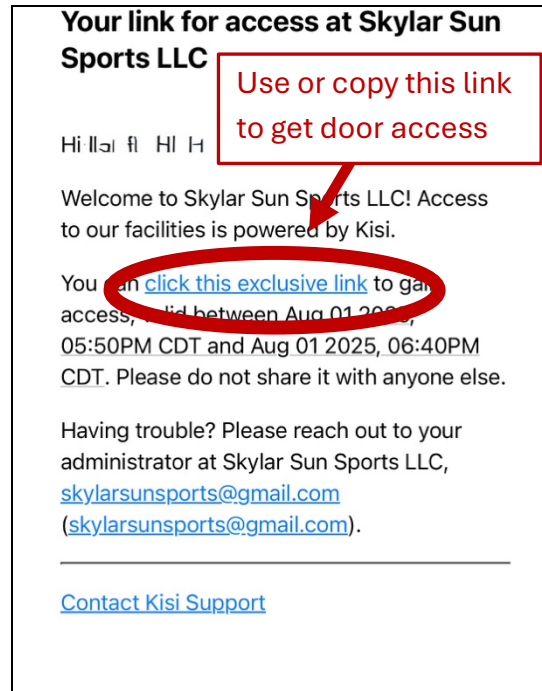 Your link for access at Skylar Sun
Sports LLC
Use or copy this link
to get door access
Hi
Welcome to Skylar Sun Sports LLC! Access
to our facilities is powered by Kisi.
You can click this exclusive link to gain
access, valid between Aug 01 2025,
05:50PM CDT and Aug 01 2025, 06:40PM
CDT. Please do not share it with anyone else.
Having trouble? Please reach out to your
administrator at Skylar Sun Sports LLC,
skylarsunsports@gmail.com
(skylarsunsports@gmail.com).
Contact Kisi Support